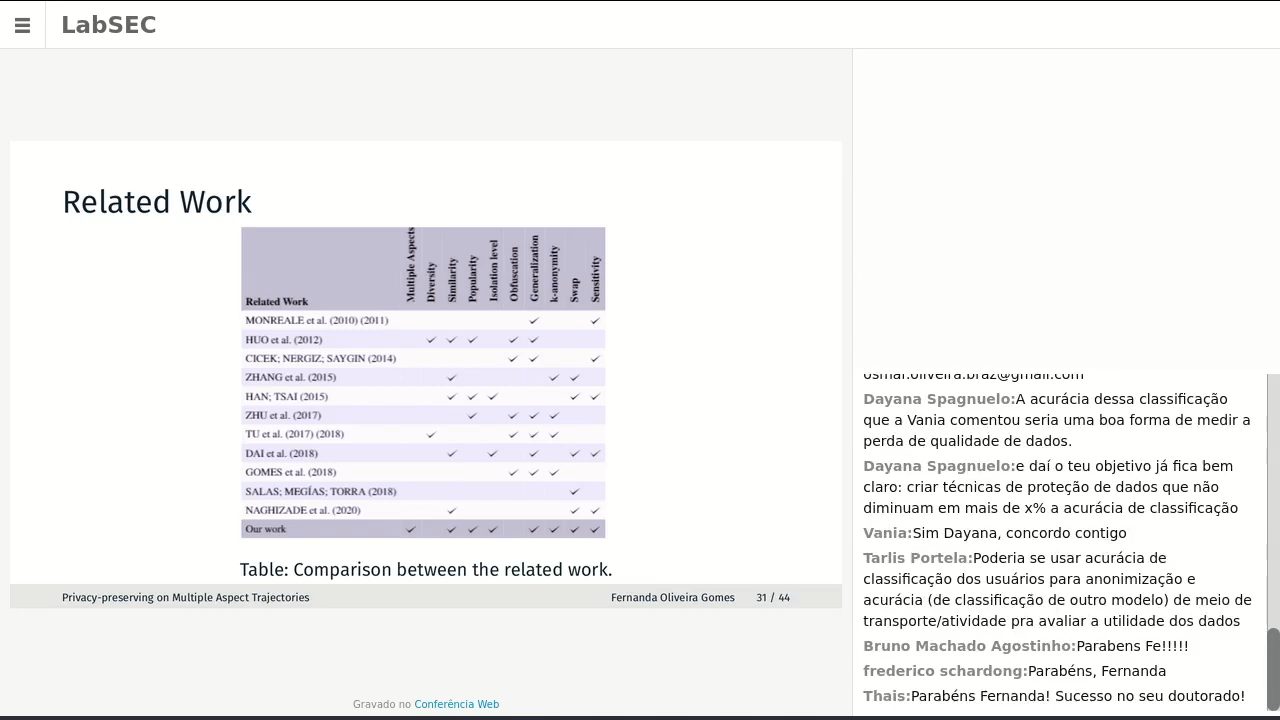 LabSEC
Related Work
Related Work
Multiple Aspects
Diversity
Similarity
Popularity
Isolation level
Obfuscation
Generalization
k-anonymity
Swap
Sensitivity
MONREALE et al. (2010) (2011) ✓ ✓
HUO et al. (2012) ✓ ✓ ✓ ✓ ✓
CICEK; NERGIZ; SAYGIN (2014) ✓ ✓ ✓
ZHANG et al. (2015) ✓ ✓ ✓
HAN; TSAI (2015) ✓ ✓ ✓ ✓ ✓
ZHU et al. (2017) ✓ ✓ ✓ ✓
TU et al. (2017) (2018) ✓ ✓ ✓ ✓
DAI et al. (2018) ✓ ✓ ✓ ✓ ✓
GOMES et al. (2018) ✓ ✓ ✓
SALAS; MEGÍAS; TORRA (2018) ✓
NAGHIZADE et al. (2020) ✓ ✓ ✓
Our work ✓ ✓ ✓ ✓ ✓ ✓ ✓ ✓
Table: Comparison between the related work.
Privacy-preserving on Multiple Aspect Trajectories
Fernanda Oliveira Gomes 31 / 44
Gravado no Conferência Web
osmar.oliveira.braz@gmail.com
Dayana Spagnuelo:A acurácia dessa classificação
que a Vania comentou seria uma boa forma de medir a
perda de qualidade de dados.
Dayana Spagnuelo:e daí o teu objetivo já fica bem
claro: criar técnicas de proteção de dados que não
diminuam em mais de x% a acurácia de classificação
Vania:Sim Dayana, concordo contigo
Tarlis Portela:Poderia se usar acurácia de
classificação dos usuários para anonimização e
acurácia (de classificação de outro modelo) de meio de
transporte/atividade pra avaliar a utilidade dos dados
Bruno Machado Agostinho:Parabens Fe!!!!!
frederico schardong:Parabéns, Fernanda
Thais:Parabéns Fernanda! Sucesso no seu doutorado!